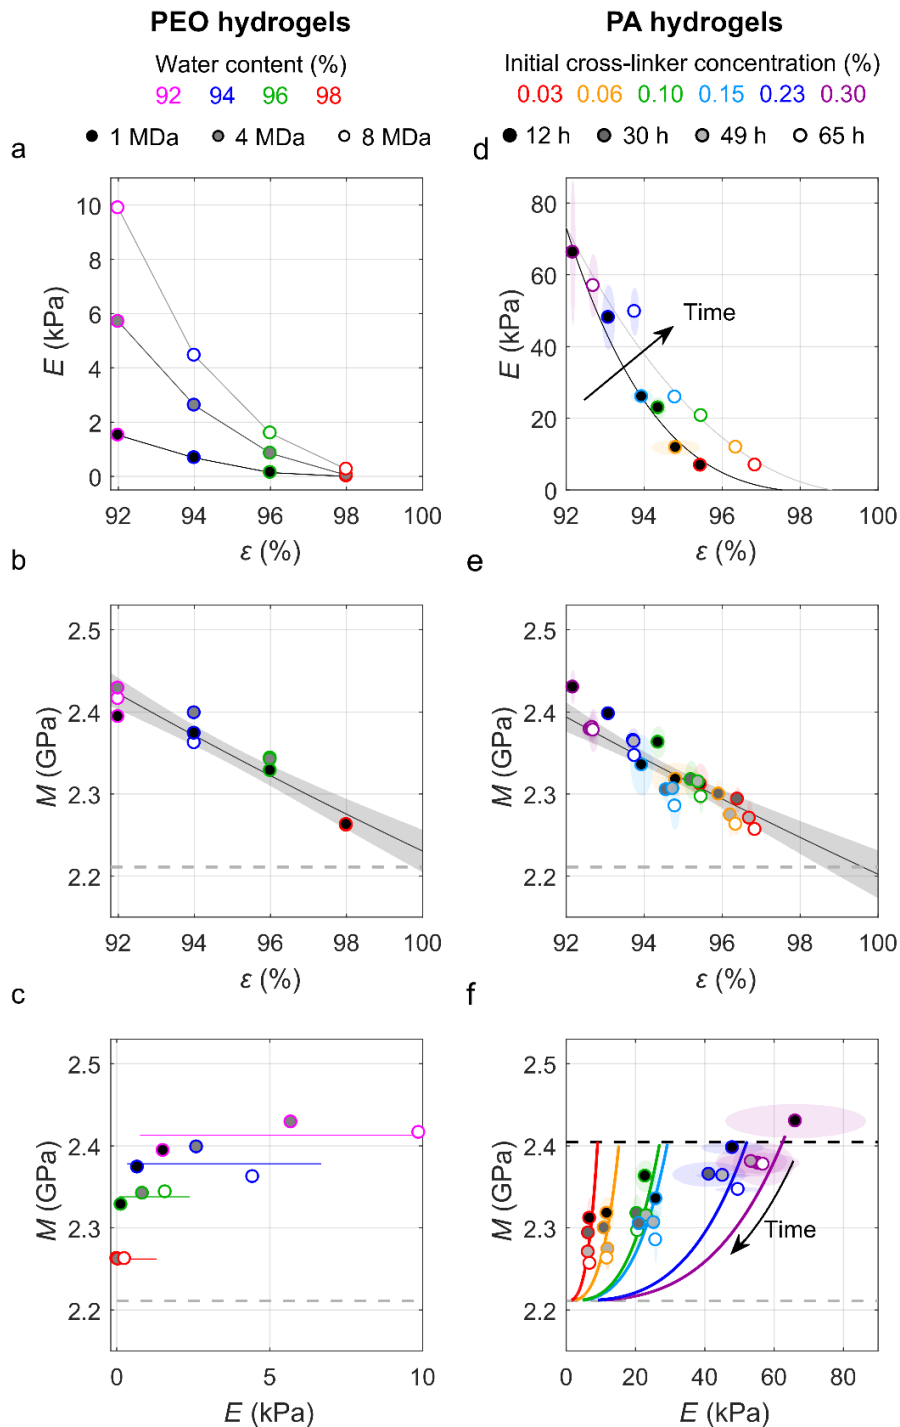 PEO hydrogels
Water content (%)
92 94 96 98
1 MDa 4 MDa 8 MDa
a
10
8
6
4
2
0
E (kPa)
92 94 96 98 100
ε (%)
b
2.5
2.4
2.3
2.2
M (GPa)
92 94 96 98 100
ε (%)
c
2.5
2.4
2.3
2.2
M (GPa)
0 5 10
E (kPa)
PA hydrogels
Initial cross-linker concentration (%)
0.03 0.06 0.10 0.15 0.23 0.30
12 h 30 h 49 h 65 h
d
80
60
40
20
0
E (kPa)
Time
92 94 96 98 100
ε (%)
e
2.5
2.4
2.3
2.2
M (GPa)
92 94 96 98 100
ε (%)
f
2.5
2.4
2.3
2.2
M (GPa)
Time
0 20 40 60 80
E (kPa)